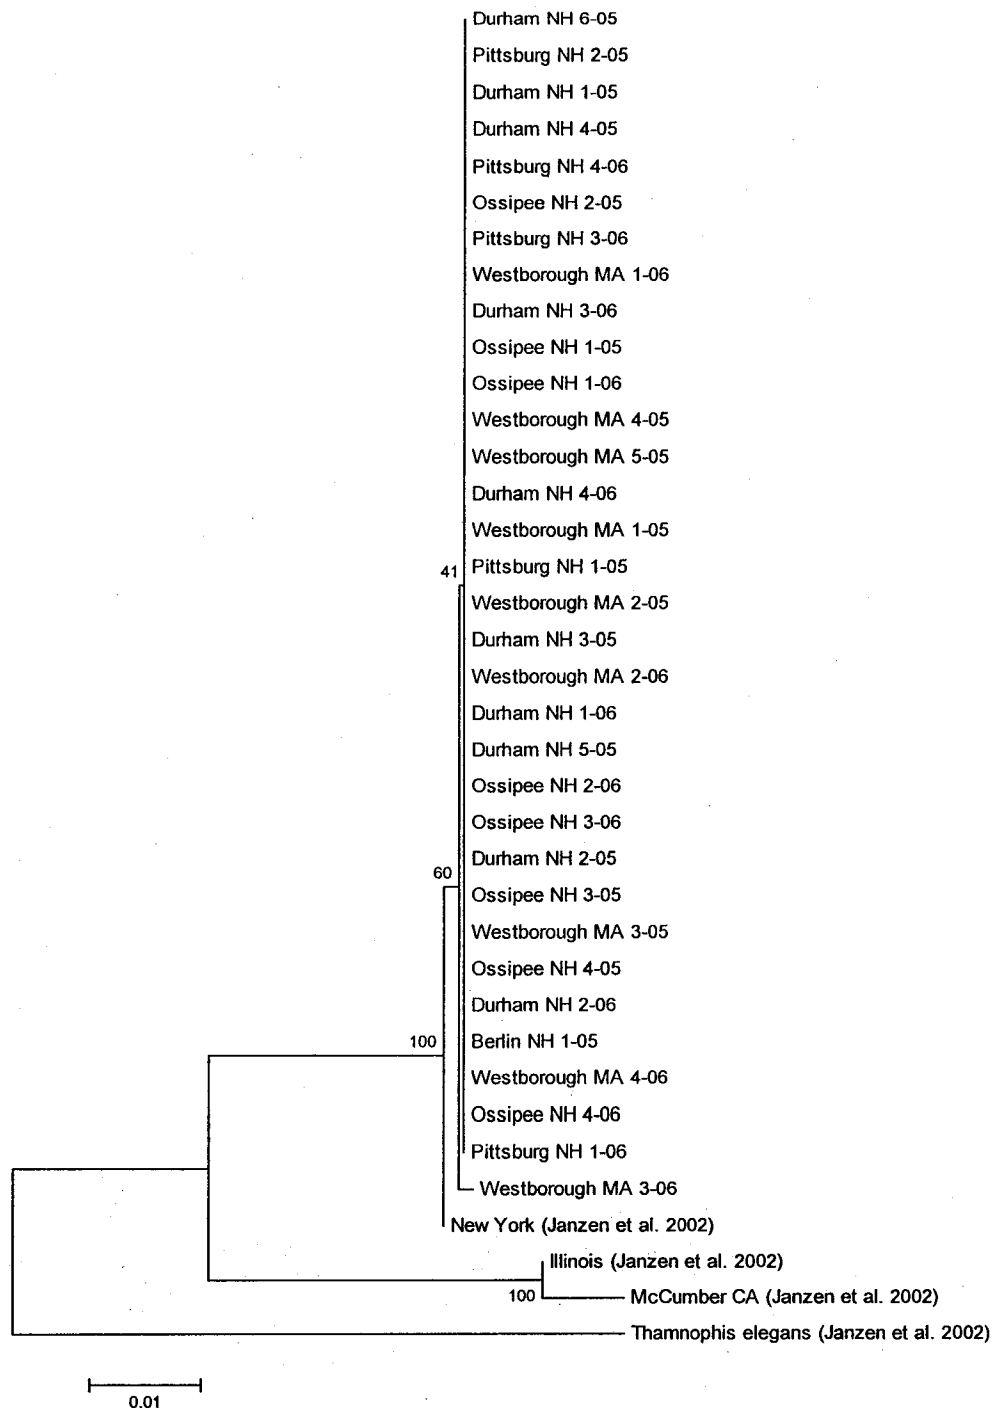 Durham NH 6-05
Pittsburg NH 2-05
Durham NH 1-05
Durham NH 4-05
Pittsburg NH 4-06
Ossipee NH 2-05
Pittsburg NH 3-06
Westborough MA 1-06
Durham NH 3-06
Ossipee NH 1-05
Ossipee NH 1-06
Westborough MA 4-05
Westborough MA 5-05
Durham NH 4-06
Westborough MA 1-05
Pittsburg NH 1-05
41
Westborough MA 2-05
Durham NH 3-05
Westborough MA 2-06
Durham NH 1-06
Durham NH 5-05
Ossipee NH 2-06
Ossipee NH 3-06
Durham NH 2-05
60
Ossipee NH 3-05
Westborough MA 3-05
Ossipee NH 4-05
Durham NH 2-06
Berlin NH 1-05
100
Westborough MA 4-06
Ossipee NH 4-06
Pittsburg NH 1-06
Westborough MA 3-06
New York (Janzen et al. 2002)
Illinois (Janzen et al. 2002)
100
McCumber CA (Janzen et al. 2002)
Thamnophis elegans (Janzen et al. 2002)
0.01